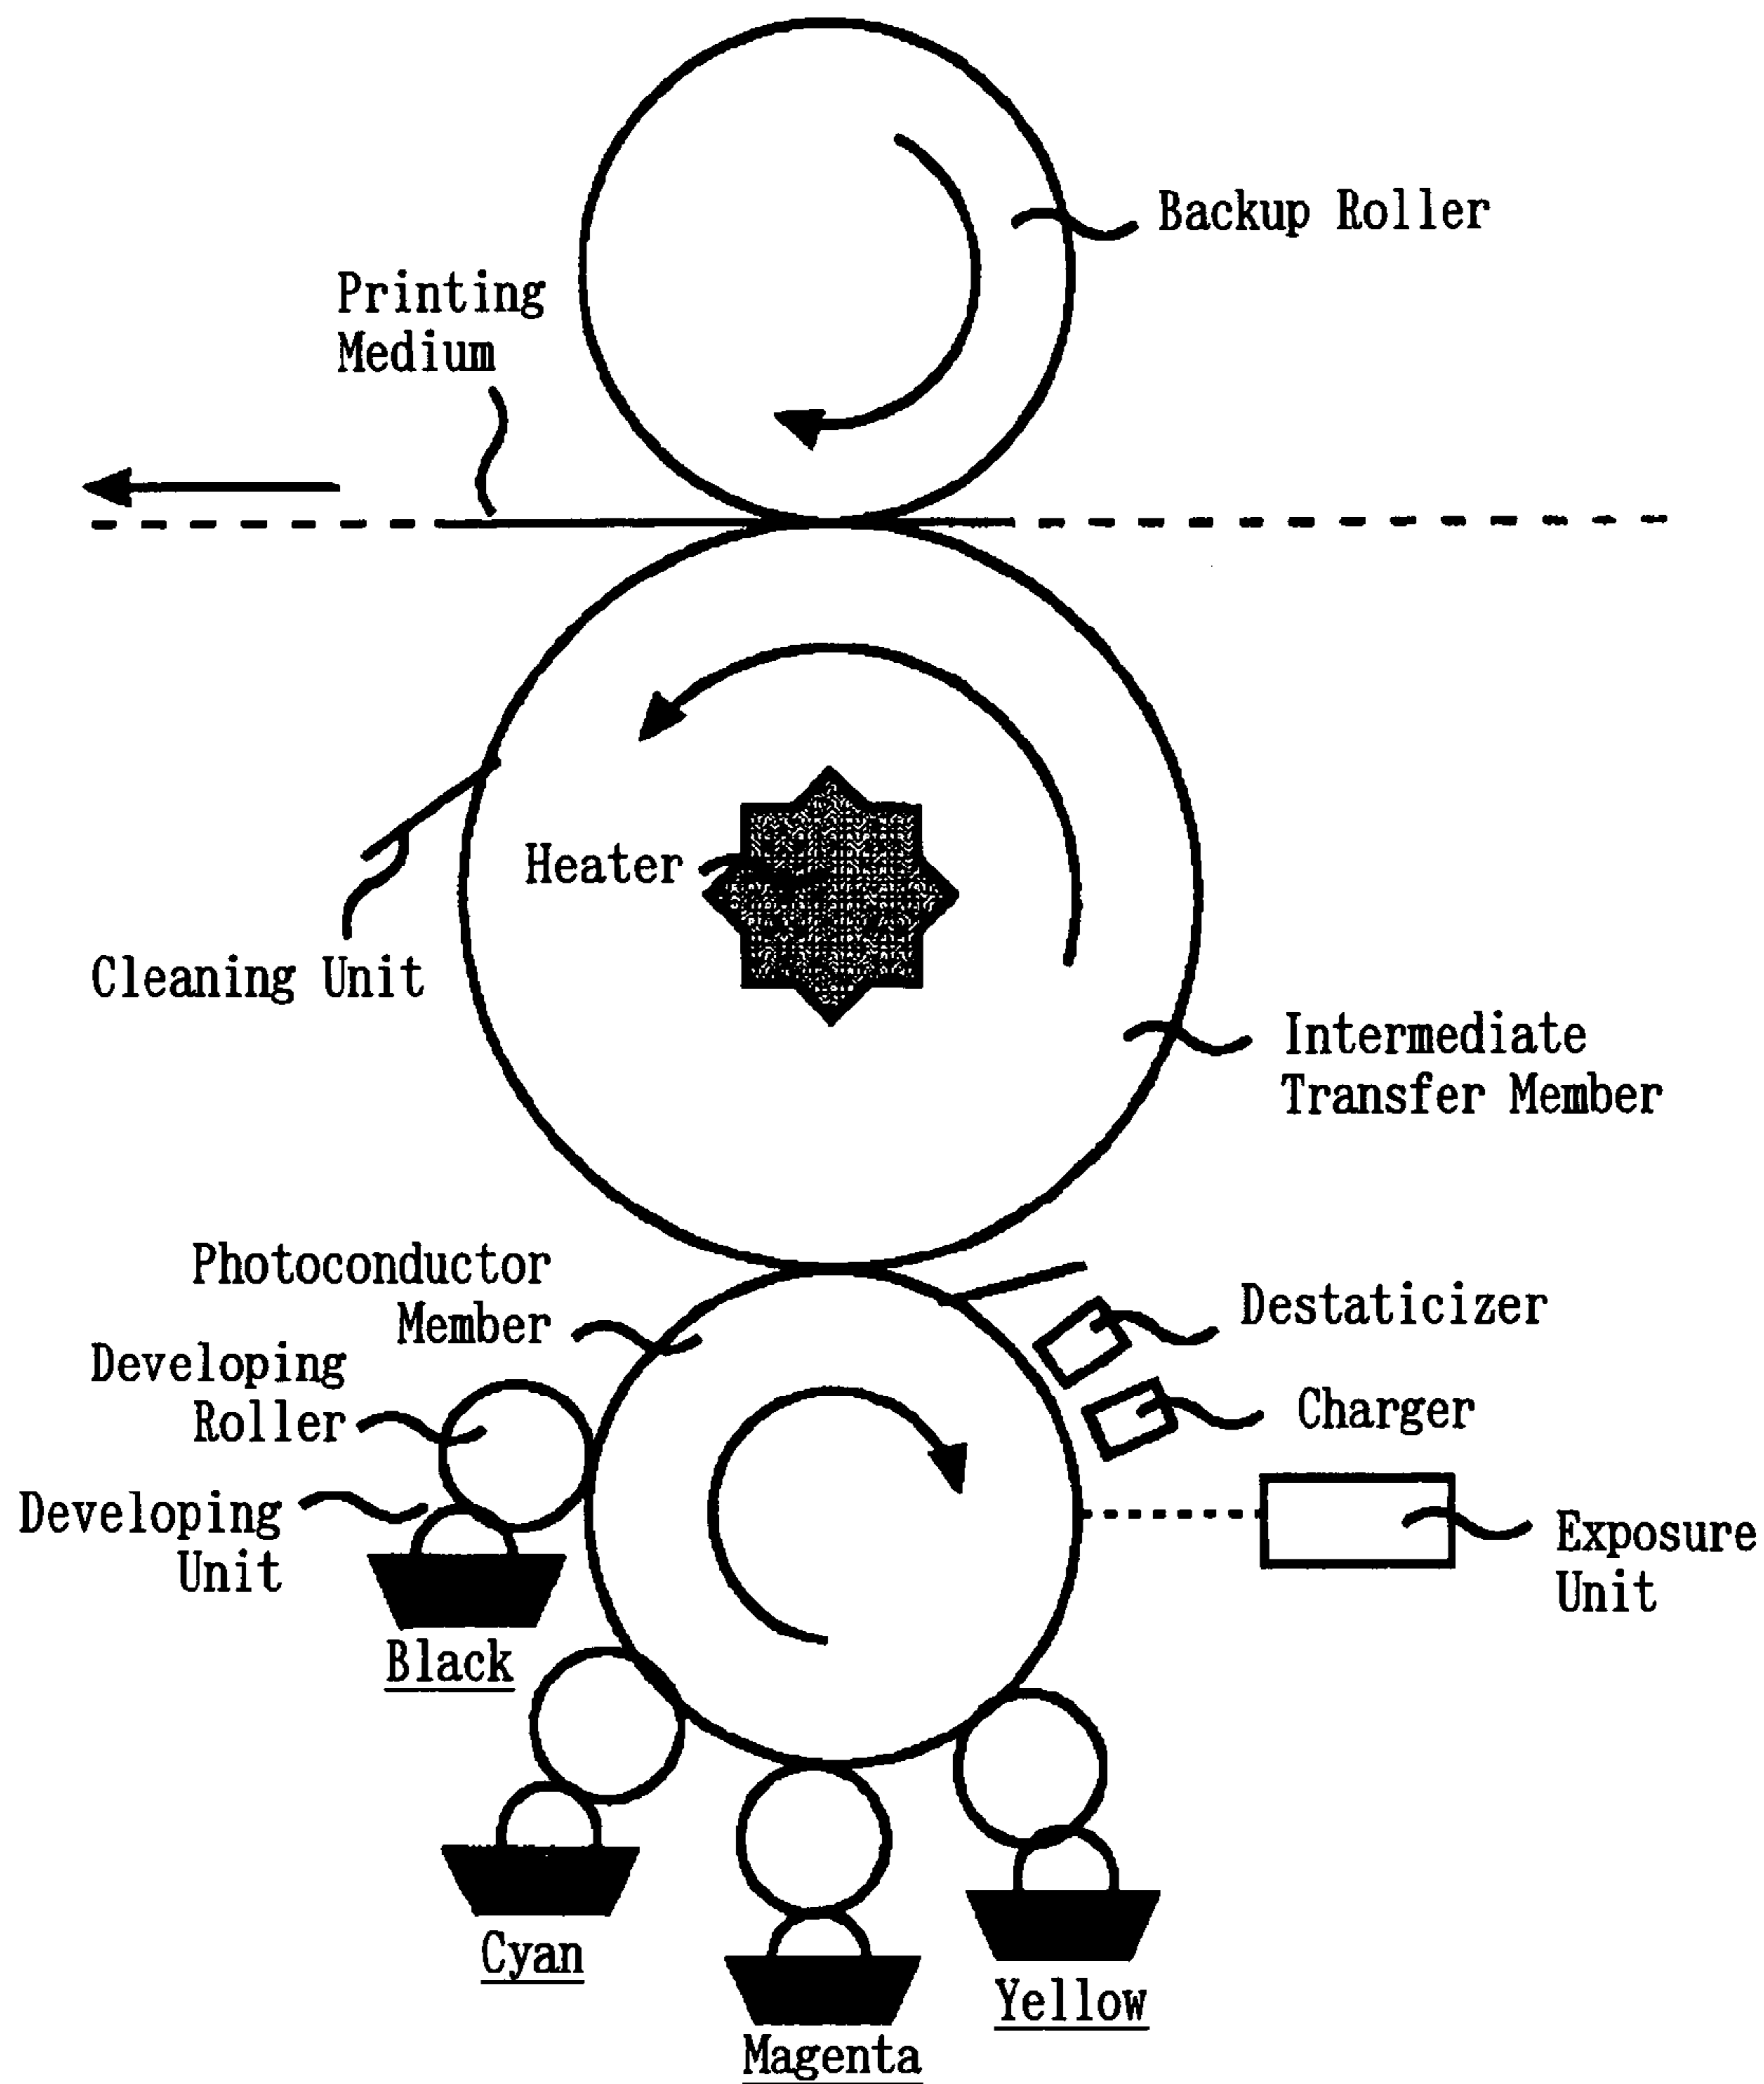 Backup Roller
Printing
Medium
Heater
Cleaning Unit
Intermediate
Transfer Member
Photoconductor
Member
Destaticizer
Developing
Roller
Charger
Developing
Unit
Exposure
Unit
Black
Cyan
Yellow
Magenta